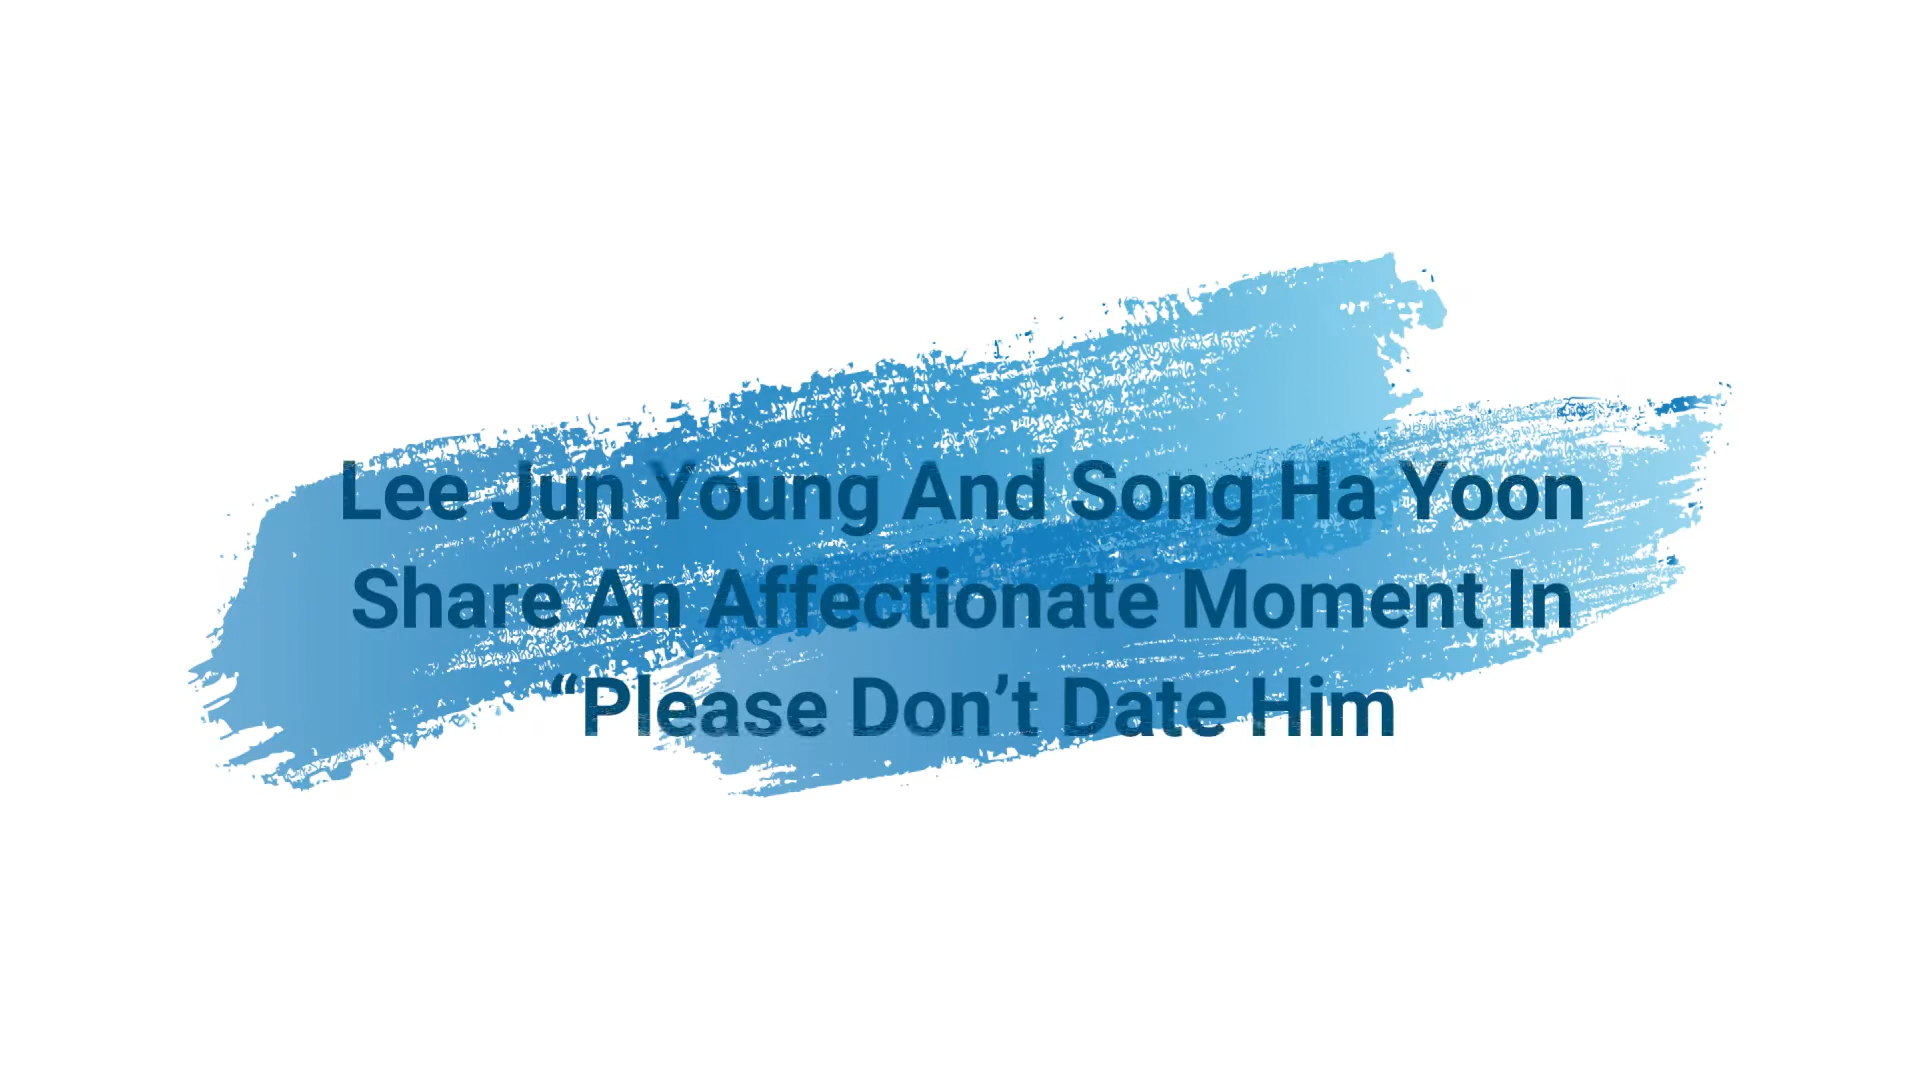 Lee Jun Young And Song Ha Yoon
Share An Affectionate Moment In
“Please Don’t Date Him